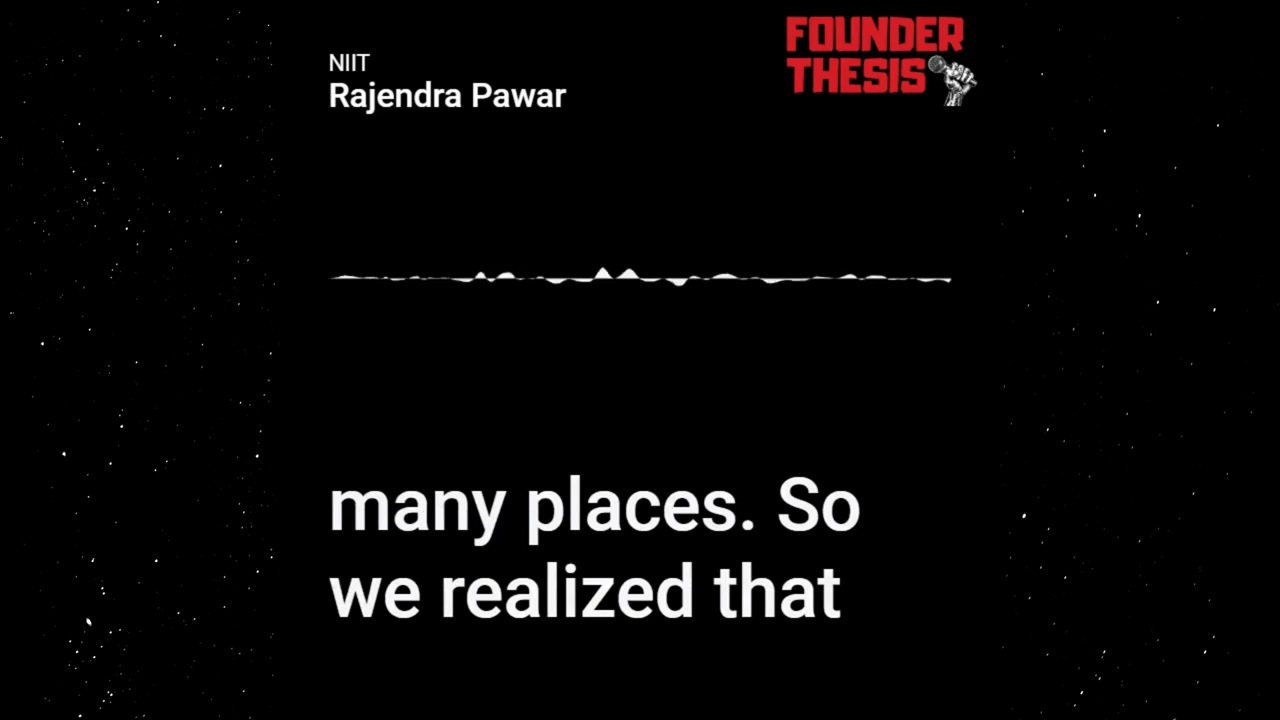 NIIT
Rajendra Pawar
FOUNDER
THESIS
many places. So
we realized that